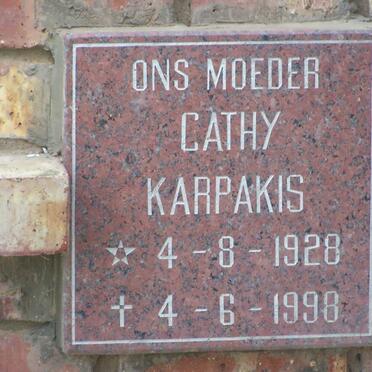 ONS MOEDER
CATHY
KARPAKIS
☆ 4 - 8 - 1928
✝ 4 - 6 - 1998